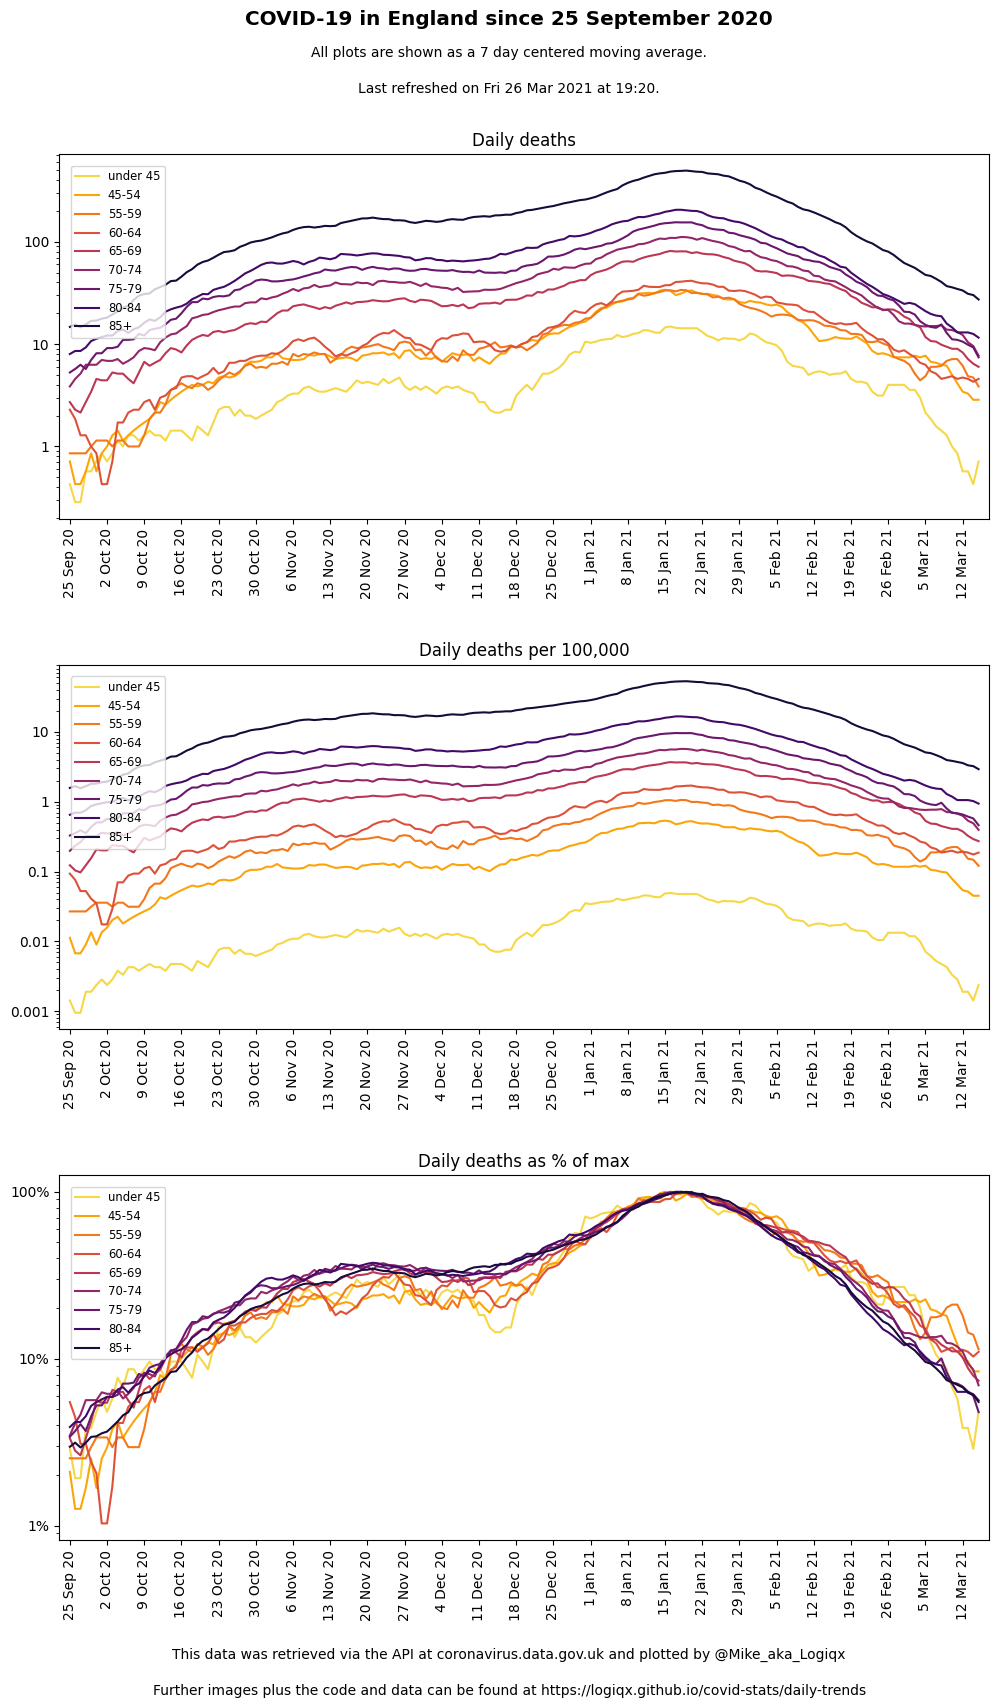 COVID-19 in England since 25 September 2020
All plots are shown as a 7 day centered moving average.
Last refreshed on Fri 26 Mar 2021 at 19:20.
Daily deaths
under 45
45-54
55-59
60-64
65-69
70-74
75-79
80-84
85+
100
10
1
25 Sep 20
2 Oct 20
9 Oct 20
16 Oct 20
23 Oct 20
30 Oct 20
6 Nov 20
13 Nov 20
20 Nov 20
27 Nov 20
4 Dec 20
11 Dec 20
18 Dec 20
25 Dec 20
1 Jan 21
8 Jan 21
15 Jan 21
22 Jan 21
29 Jan 21
5 Feb 21
12 Feb 21
19 Feb 21
26 Feb 21
5 Mar 21
12 Mar 21
Daily deaths per 100,000
under 45
45-54
55-59
60-64
65-69
70-74
75-79
80-84
85+
10
1
0.1
0.01
0.001
25 Sep 20
2 Oct 20
9 Oct 20
16 Oct 20
23 Oct 20
30 Oct 20
6 Nov 20
13 Nov 20
20 Nov 20
27 Nov 20
4 Dec 20
11 Dec 20
18 Dec 20
25 Dec 20
1 Jan 21
8 Jan 21
15 Jan 21
22 Jan 21
29 Jan 21
5 Feb 21
12 Feb 21
19 Feb 21
26 Feb 21
5 Mar 21
12 Mar 21
Daily deaths as % of max
under 45
45-54
55-59
60-64
65-69
70-74
75-79
80-84
85+
100%
10%
1%
25 Sep 20
2 Oct 20
9 Oct 20
16 Oct 20
23 Oct 20
30 Oct 20
6 Nov 20
13 Nov 20
20 Nov 20
27 Nov 20
4 Dec 20
11 Dec 20
18 Dec 20
25 Dec 20
1 Jan 21
8 Jan 21
15 Jan 21
22 Jan 21
29 Jan 21
5 Feb 21
12 Feb 21
19 Feb 21
26 Feb 21
5 Mar 21
12 Mar 21
This data was retrieved via the API at coronavirus.data.gov.uk and plotted by @Mike_aka_Logiqx
Further images plus the code and data can be found at https://logiqx.github.io/covid-stats/daily-trends